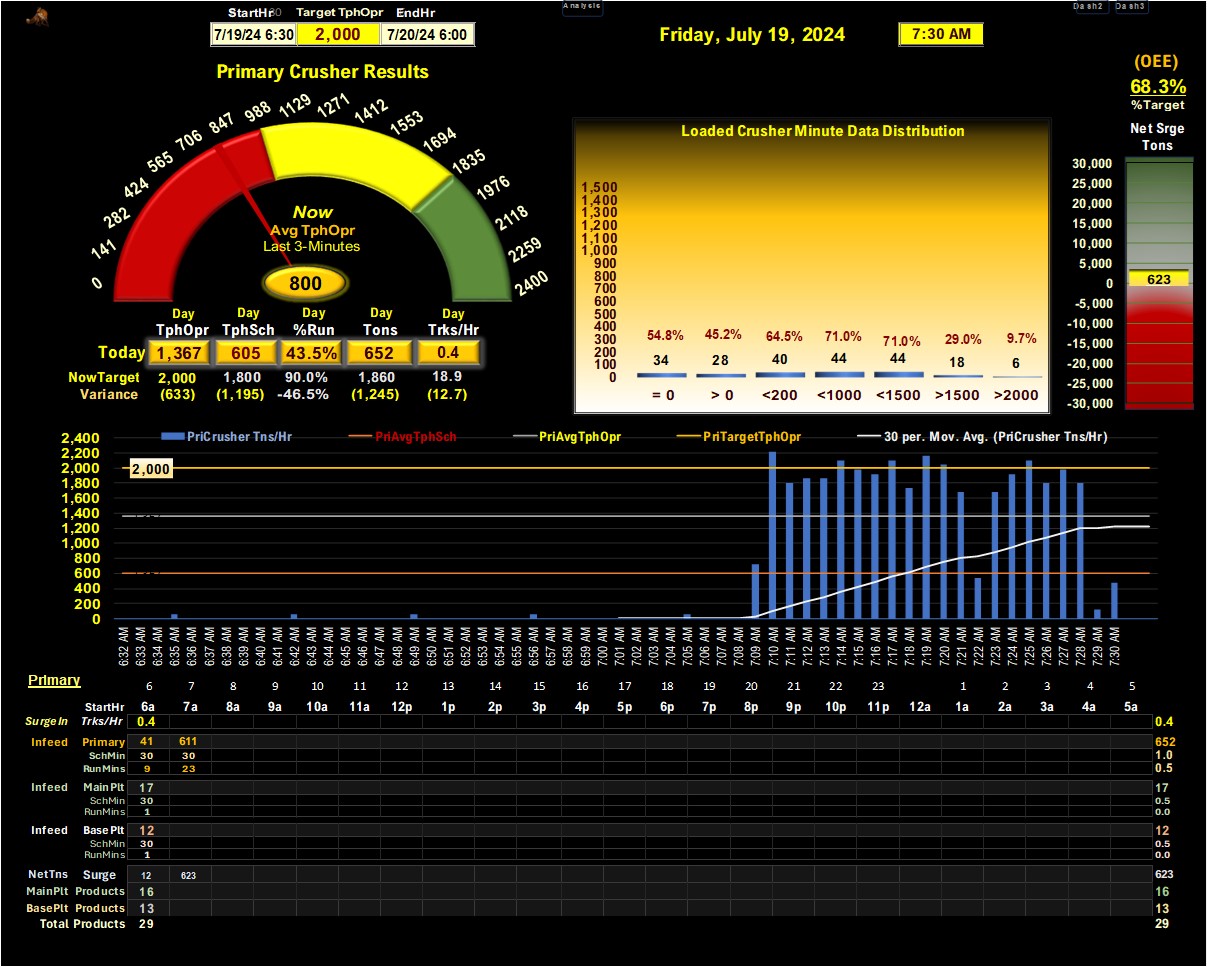 Analysis
Dash2 Dash3
StartHr Target TphOpr EndHr
7/19/24 6:30 2,000 7/20/24 6:00
Friday, July 19, 2024 7:30 AM
(OEE)
68.3%
%Target
Net Srge
Tons
Primary Crusher Results
0
141
282
424
565
706
847
988
1129
1271
1412
1553
1694
1835
1976
2118
2259
2400
Now
Avg TphOpr
Last 3-Minutes
800
Day Day Day Day Day
TphOpr TphSch %Run Tons Trks/Hr
Today 1,367 605 43.5% 652 0.4
NowTarget 2,000 1,800 90.0% 1,860 18.9
Variance (633) (1,195) -46.5% (1,245) (12.7)
Loaded Crusher Minute Data Distribution
1,500
1,400
1,300
1,200
1,100
1,000
900
800
700
600
500
400
300
200
100
0
54.8% 45.2% 64.5% 71.0% 71.0% 29.0% 9.7%
34 28 40 44 44 18 6
= 0 > 0 <200 <1000 <1500 >1500 >2000
30,000
25,000
20,000
15,000
10,000
5,000
0
-5,000
-10,000
-15,000
-20,000
-25,000
-30,000
623
PriCrusher Tns/Hr PriAvgTphSch PriAvgTphOpr PriTargetTphOpr 30 per. Mov. Avg. (PriCrusher Tns/Hr)
2,400
2,200
2,000
1,800
1,600
1,400
1,200
1,000
800
600
400
200
0
2,000
6:32 AM
6:33 AM
6:34 AM
6:35 AM
6:37 AM
6:38 AM
6:39 AM
6:40 AM
6:41 AM
6:42 AM
6:43 AM
6:45 AM
6:46 AM
6:47 AM
6:48 AM
6:49 AM
6:50 AM
6:51 AM
6:52 AM
6:53 AM
6:54 AM
6:55 AM
6:56 AM
6:57 AM
6:58 AM
6:59 AM
7:00 AM
7:01 AM
7:02 AM
7:03 AM
7:04 AM
7:05 AM
7:06 AM
7:07 AM
7:08 AM
7:09 AM
7:10 AM
7:11 AM
7:12 AM
7:13 AM
7:14 AM
7:15 AM
7:16 AM
7:17 AM
7:18 AM
7:19 AM
7:20 AM
7:21 AM
7:22 AM
7:23 AM
7:24 AM
7:25 AM
7:26 AM
7:27 AM
7:28 AM
7:29 AM
7:30 AM
Primary
6 7 8 9 10 11 12 13 14 15 16 17 18 19 20 21 22 23 1 2 3 4 5
StartHr 6a 7a 8a 9a 10a 11a 12p 1p 2p 3p 4p 5p 6p 7p 8p 9p 10p 11p 12a 1a 2a 3a 4a 5a
SurgeIn Trks/Hr 0.4 0.4
Infeed Primary 41 611 652
SchMin 30 30 1.0
RunMins 9 23 0.5
Infeed MainPlt 17 17
SchMin 30 0.5
RunMins 1 0.0
Infeed BasePlt 12 12
SchMin 30 0.5
RunMins 1 0.0
NetTns Surge 12 623 623
MainPlt Products 16 16
BasePlt Products 13 13
Total Products 29 29